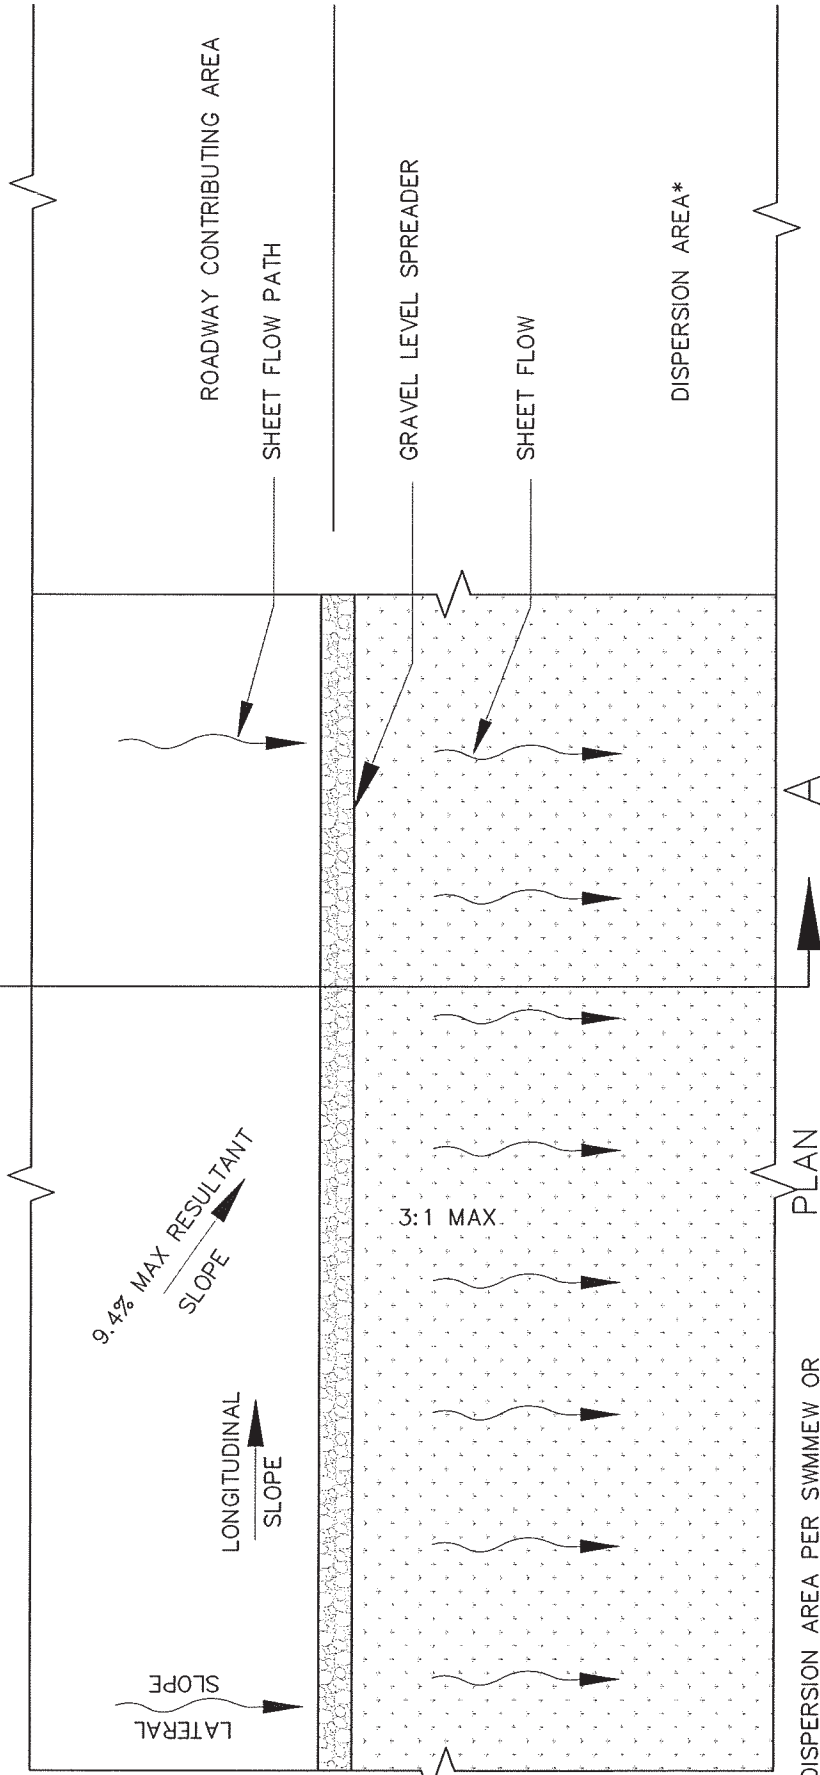 ROADWAY CONTRIBUTING AREA
SHEET FLOW PATH
GRAVEL LEVEL SPREADER
SHEET FLOW
DISPERSION AREA*
9.4% MAX RESULTANT
SLOPE
LONGITUDINAL
SLOPE
LATERAL
SLOPE
3:1 MAX
A
PLAN
DISPERSION AREA PER SWMMEW OR